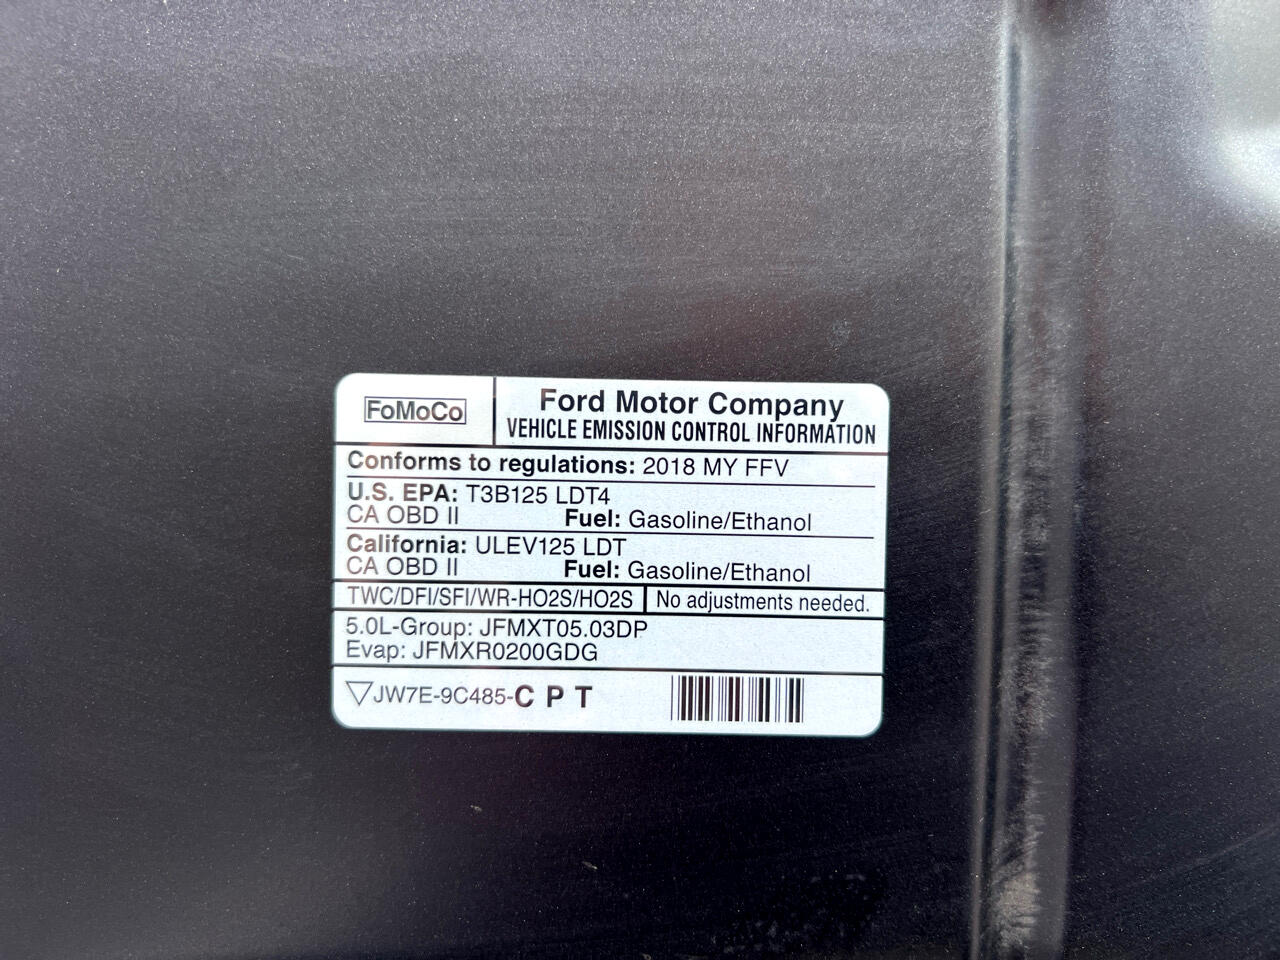 FoMoCo
Ford Motor Company
VEHICLE EMISSION CONTROL INFORMATION
Conforms to regulations: 2018 MY FFV
U.S. EPA: T3B125 LDT4
CA OBD II Fuel: Gasoline/Ethanol
California: ULEV125 LDT
CA OBD II Fuel: Gasoline/Ethanol
TWC/DFI/SFI/WR-HO2S/HO2S No adjustments needed.
5.0L-Group: JFMXT05.03DP
Evap: JFMXR0200GDG
▽JW7E-9C485-C P T